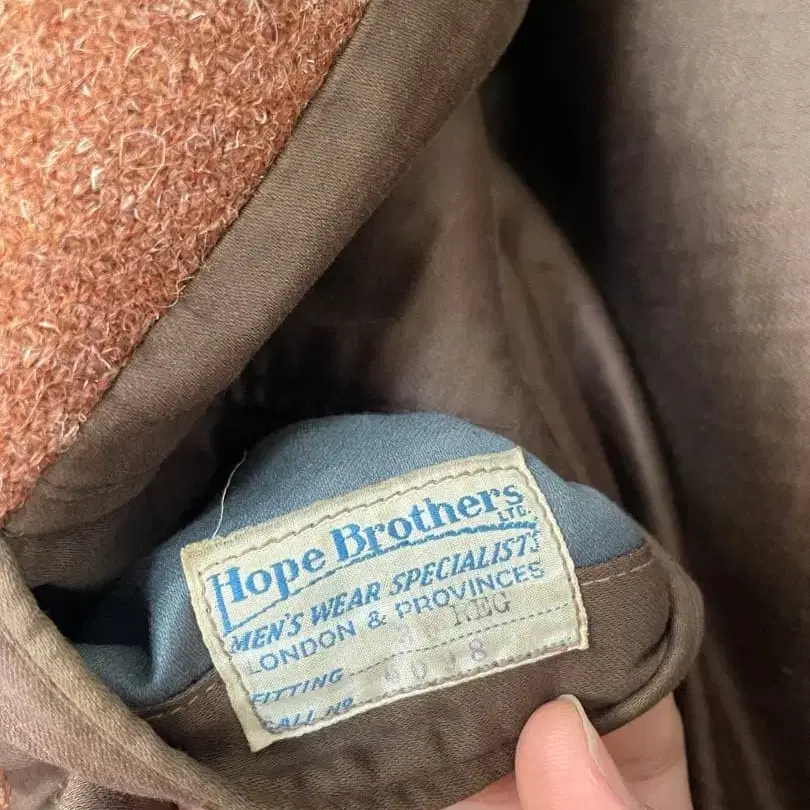 Hope Brothers LTD.
MEN'S WEAR SPECIALISTS
LONDON & PROVINCES
FITTING REG
CALL No